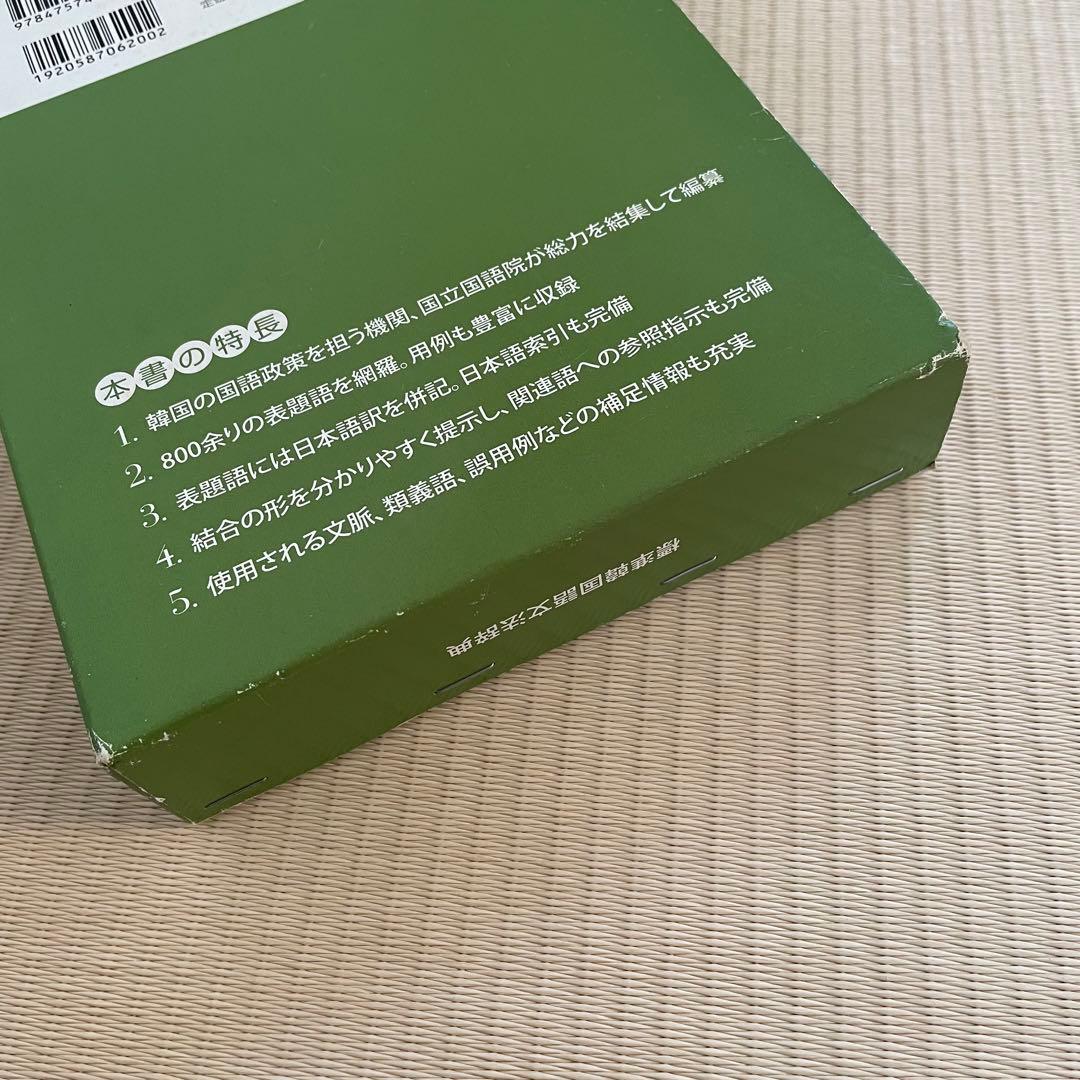 97847574
1920587062002
本書の特長
1. 韓国の国語政策を担う機関、国立国語院が総力を結集して編纂
2. 800余りの表題語を網羅。用例も豊富に収録
3. 表題語には日本語訳を併記。日本語索引も完備
4. 結合の形を分かりやすく提示し、関連語への参照指示も完備
5. 使用される文脈、類義語、誤用例などの補足情報も充実
標準韓国語文法辞典